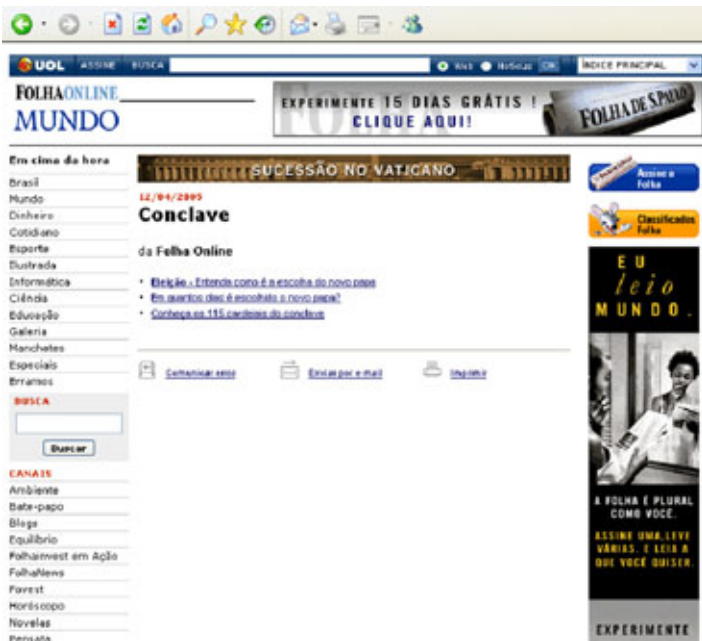 UOL ASSINE BUSCA Web Notícias OK ÍNDICE PRINCIPAL
FOLHAONLINE
MUNDO
EXPERIMENTE 15 DIAS GRÁTIS !
CLIQUE AQUI!
FOLHA
FOLHA DE S.PAULO
Em cima da hora
Brasil
Mundo
Dinheiro
Cotidiano
Esporte
Ilustrada
Informática
Ciência
Educação
Galeria
Manchetes
Especiais
Erramos
BUSCA
Buscar
CANAIS
Ambiente
Bate-papo
Blogs
Equilíbrio
Folhainvest em Ação
FolhaNews
Fovest
Horóscopo
Novelas
Pensata
SUCESSÃO NO VATICANO
12/04/2005
Conclave
da Folha Online
• Eleição - Entenda como é a escolha do novo papa
• Em quantos dias é escolhido o novo papa?
• Conheça os 115 cardeais do conclave
Comunicar erros Enviar por e-mail Imprimir
Assine a
Folha
Classificados
Folha
EU
leio
MUNDO.
A FOLHA É PLURAL
COMO VOCÊ.
ASSINE UMA, LEVE
VÁRIAS. E LEIA A
QUE VOCÊ QUISER.
EXPERIMENTE